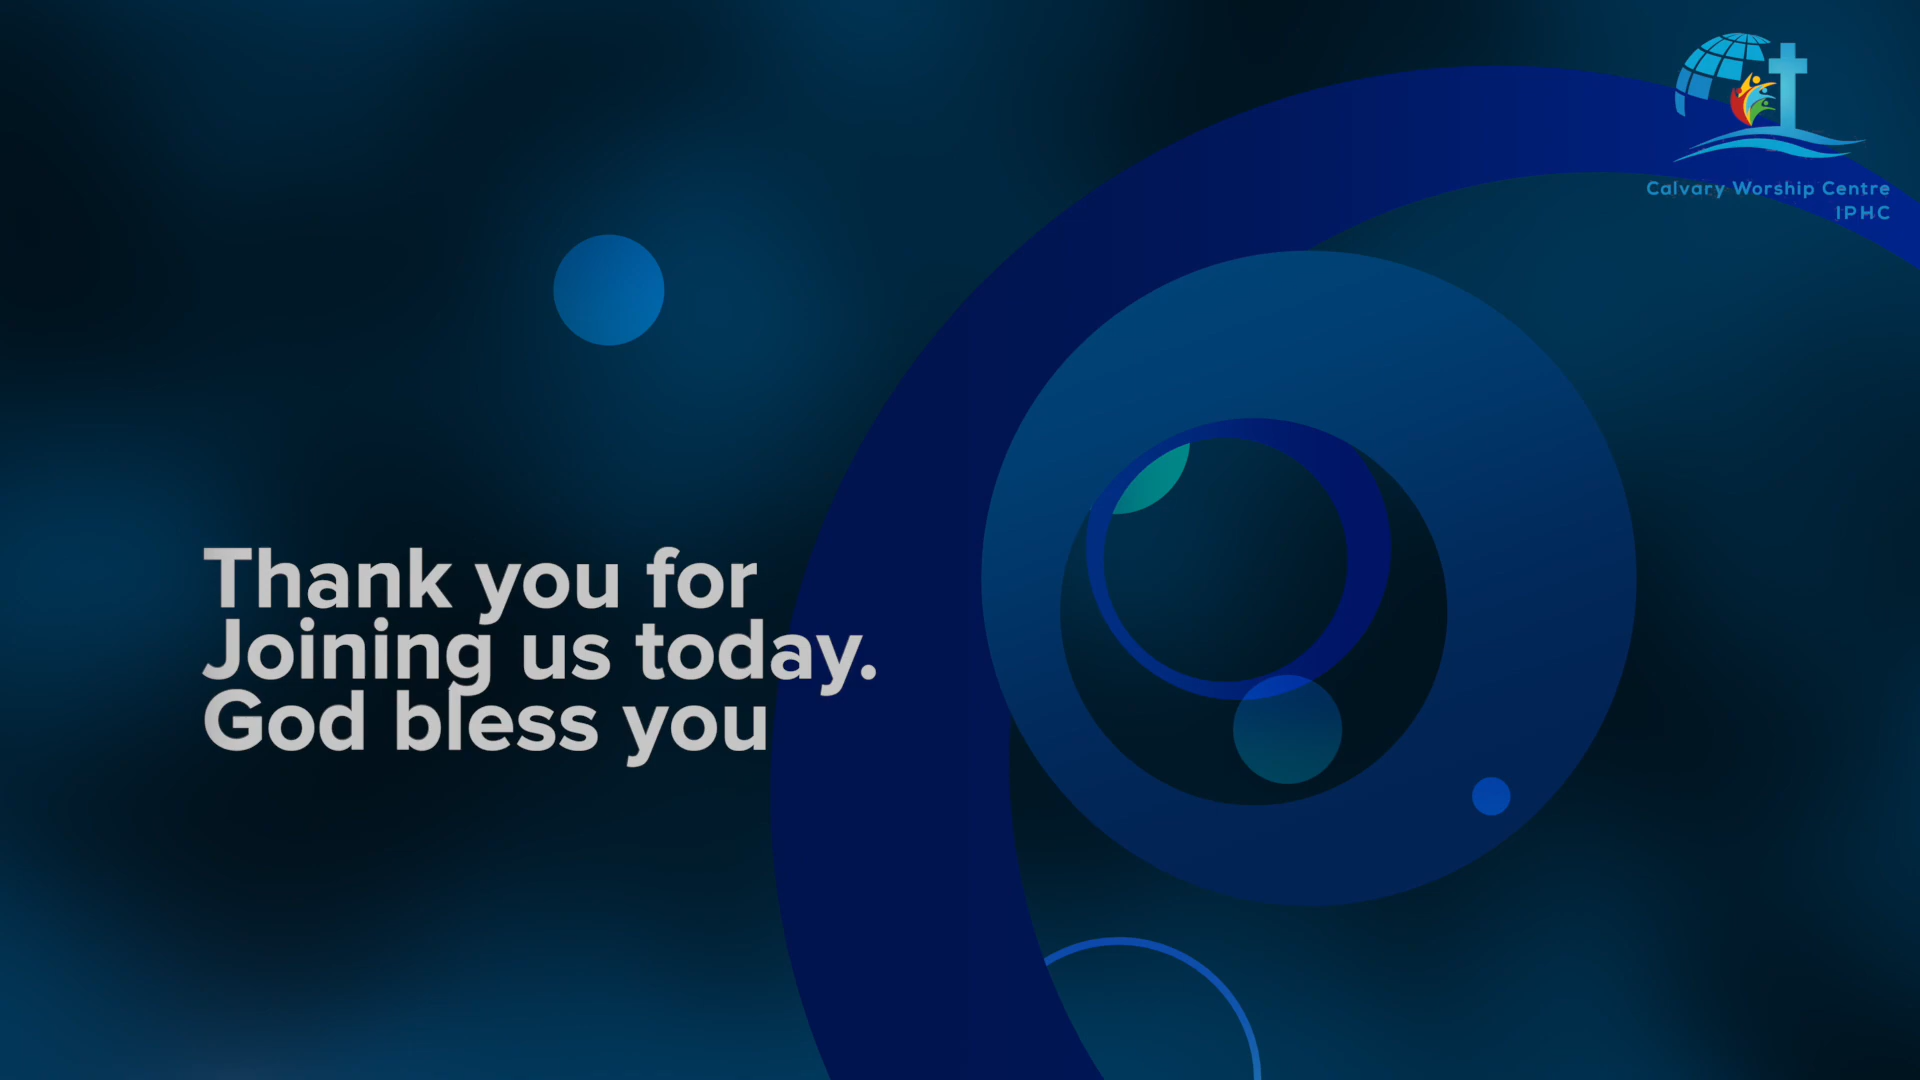 Calvary Worship Centre
IPHC
Thank you for
Joining us today.
God bless you